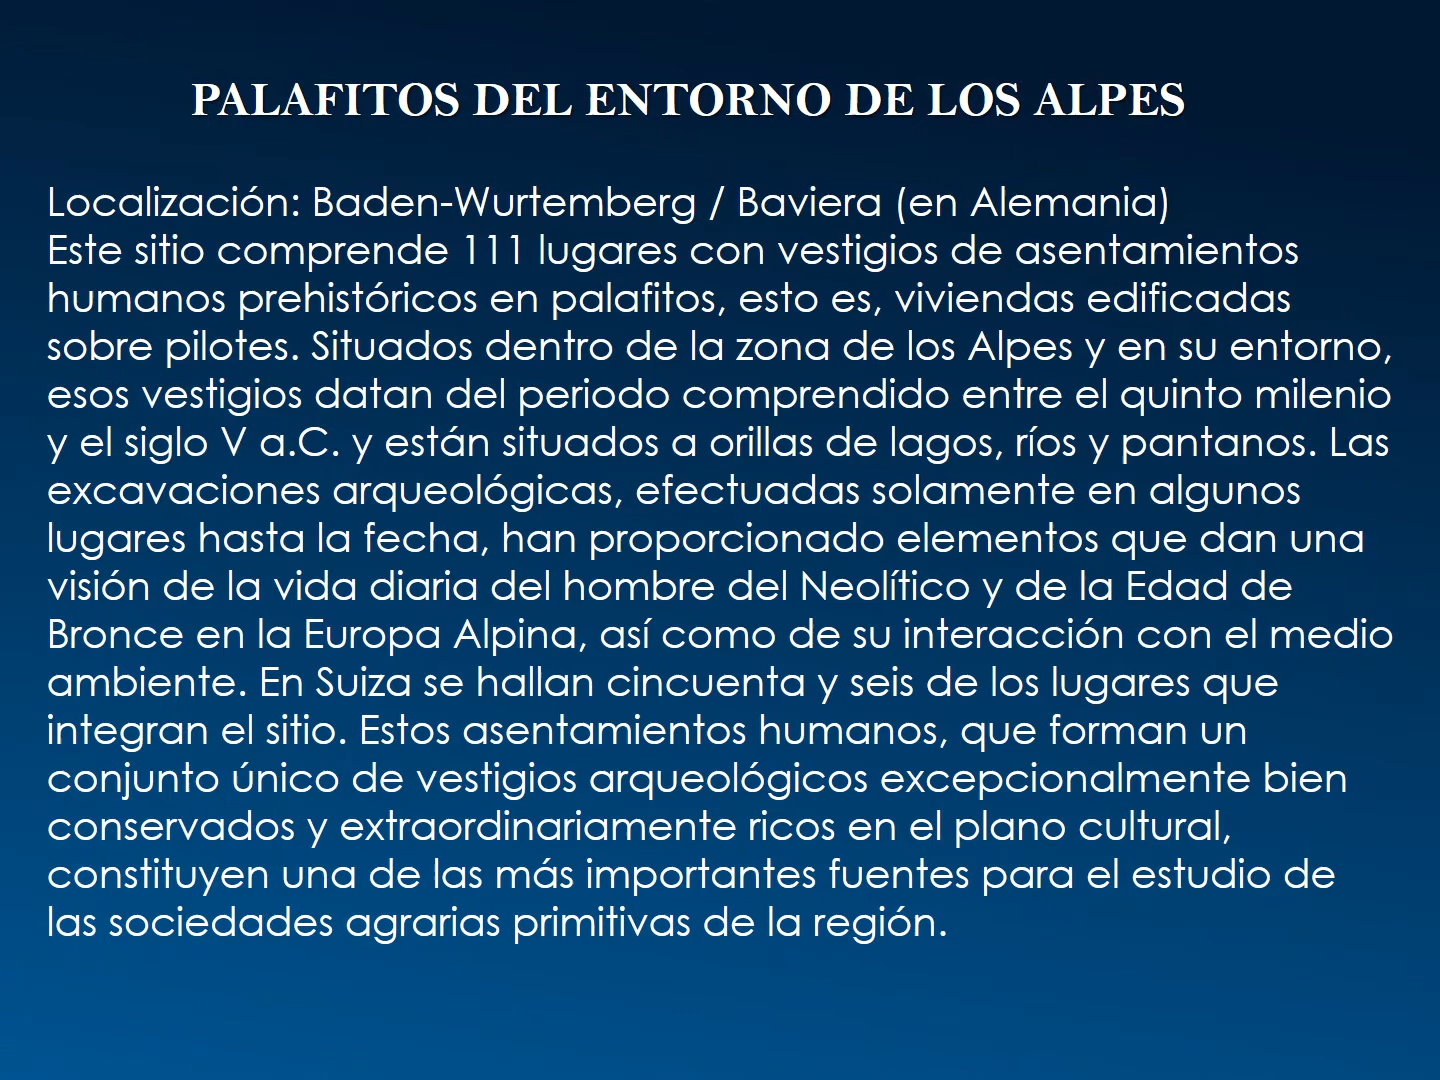 PALAFITOS DEL ENTORNO DE LOS ALPES
Localización: Baden-Wurtemberg / Baviera (en Alemania)
Este sitio comprende 111 lugares con vestigios de asentamientos
humanos prehistóricos en palafitos, esto es, viviendas edificadas
sobre pilotes. Situados dentro de la zona de los Alpes y en su entorno,
esos vestigios datan del periodo comprendido entre el quinto milenio
y el siglo V a.C. y están situados a orillas de lagos, ríos y pantanos. Las
excavaciones arqueológicas, efectuadas solamente en algunos
lugares hasta la fecha, han proporcionado elementos que dan una
visión de la vida diaria del hombre del Neolítico y de la Edad de
Bronce en la Europa Alpina, así como de su interacción con el medio
ambiente. En Suiza se hallan cincuenta y seis de los lugares que
integran el sitio. Estos asentamientos humanos, que forman un
conjunto único de vestigios arqueológicos excepcionalmente bien
conservados y extraordinariamente ricos en el plano cultural,
constituyen una de las más importantes fuentes para el estudio de
las sociedades agrarias primitivas de la región.